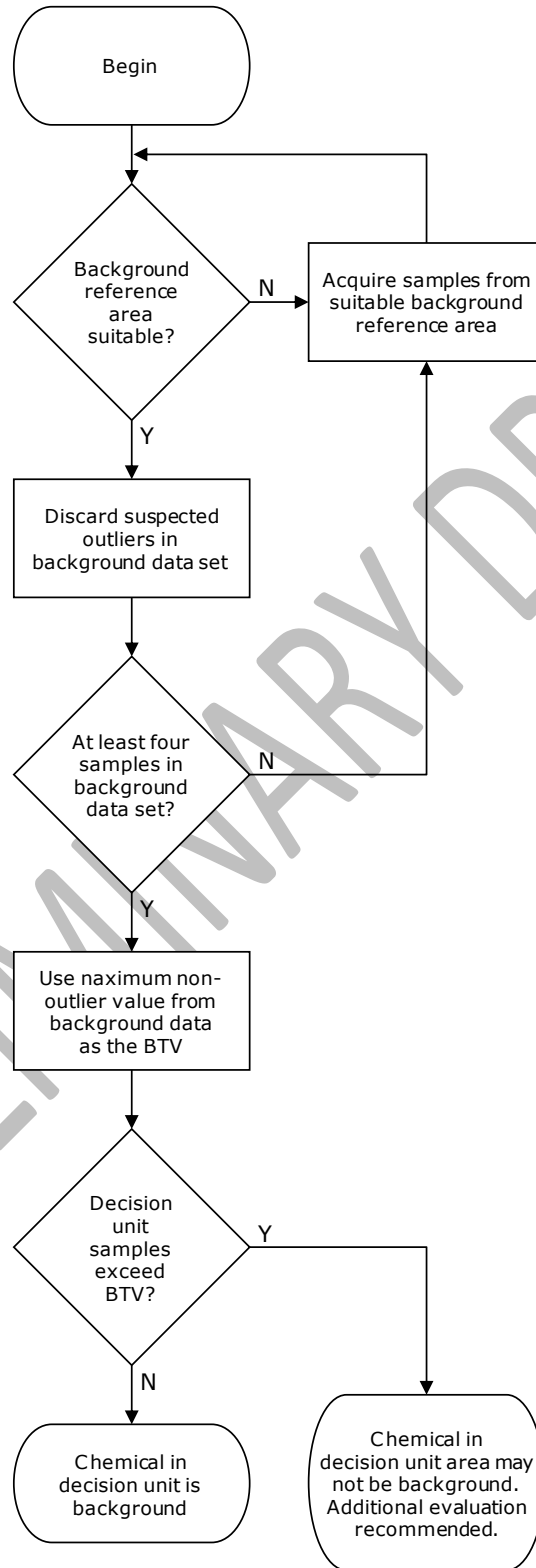 Begin
Background
reference
area
suitable?
N
Acquire samples from
suitable background
reference area
Y
Discard suspected
outliers in
background data set
At least four
samples in
background
data set?
N
Y
Use naximum non-
outlier value from
background data
as the BTV
Decision
unit
samples
exceed
BTV?
Y
N
Chemical in
decision unit is
background
Chemical in
decision unit area may
not be background.
Additional evaluation
recommended.